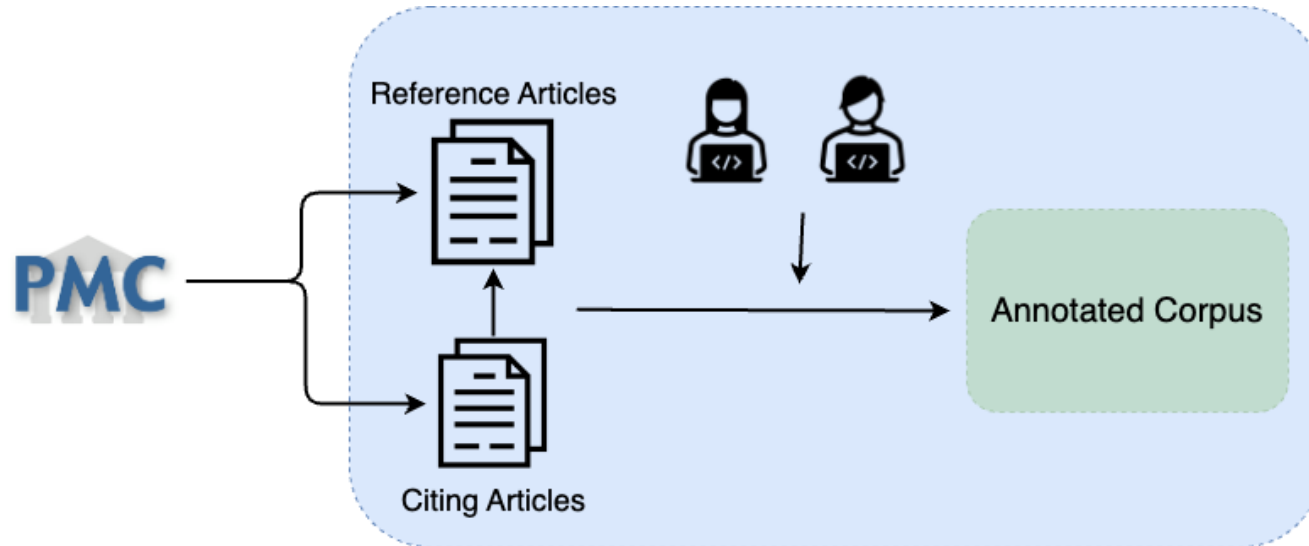 Reference Articles
</>
</>
PMC
Annotated Corpus
Citing Articles